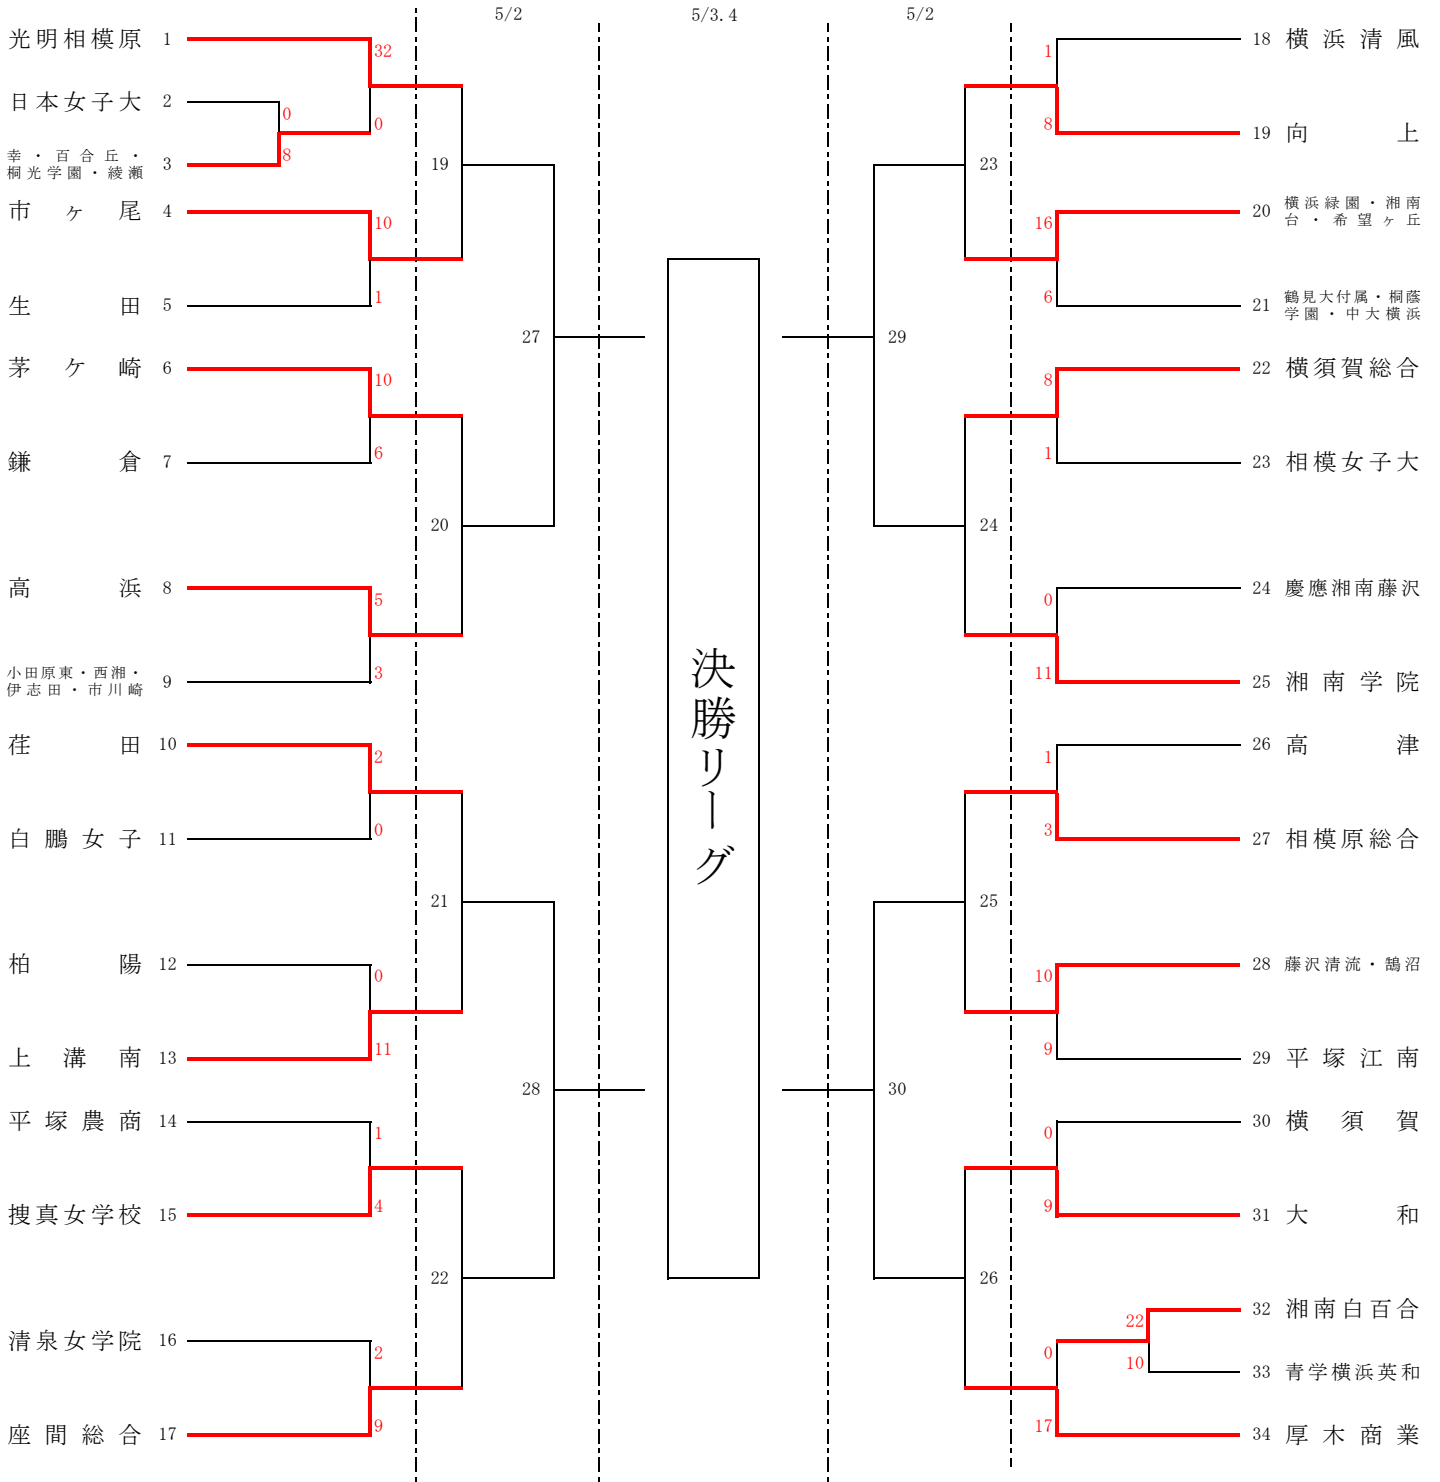 5/2
5/3.4
5/2
光明相模原 1
32
日本女子大 2
0
0
幸・百合丘・
桐光学園・綾瀬 3
8
19
市ヶ尾 4
10
生田 5
1
27
茅ケ崎 6
10
鎌倉 7
6
20
高浜 8
5
小田原東・西湘・
伊志田・市川崎 9
3
荏田 10
2
白鵬女子 11
0
21
柏陽 12
0
上溝南 13
11
28
平塚農商 14
1
捜真女学校 15
4
22
清泉女学院 16
2
座間総合 17
9
決勝リーグ
1
18 横浜清風
8
19 向上
23
16
20 横浜緑園・湘南
台・希望ヶ丘
6
21 鶴見大付属・桐蔭
学園・中大横浜
29
8
22 横須賀総合
1
23 相模女子大
24
0
24 慶應湘南藤沢
11
25 湘南学院
1
26 高津
3
27 相模原総合
25
10
28 藤沢清流・鵠沼
9
29 平塚江南
30
0
30 横須賀
9
31 大和
26
22
32 湘南白百合
0
10
33 青学横浜英和
17
34 厚木商業